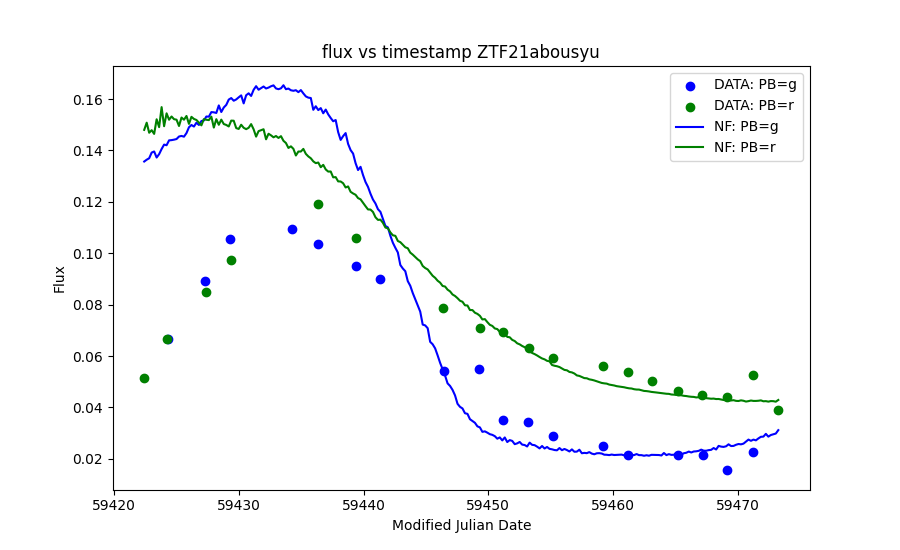 flux vs timestamp ZTF21abousyu
DATA: PB=g
DATA: PB=r
NF: PB=g
NF: PB=r
Flux
0.16
0.14
0.12
0.10
0.08
0.06
0.04
0.02
59420
59430
59440
59450
59460
59470
Modified Julian Date